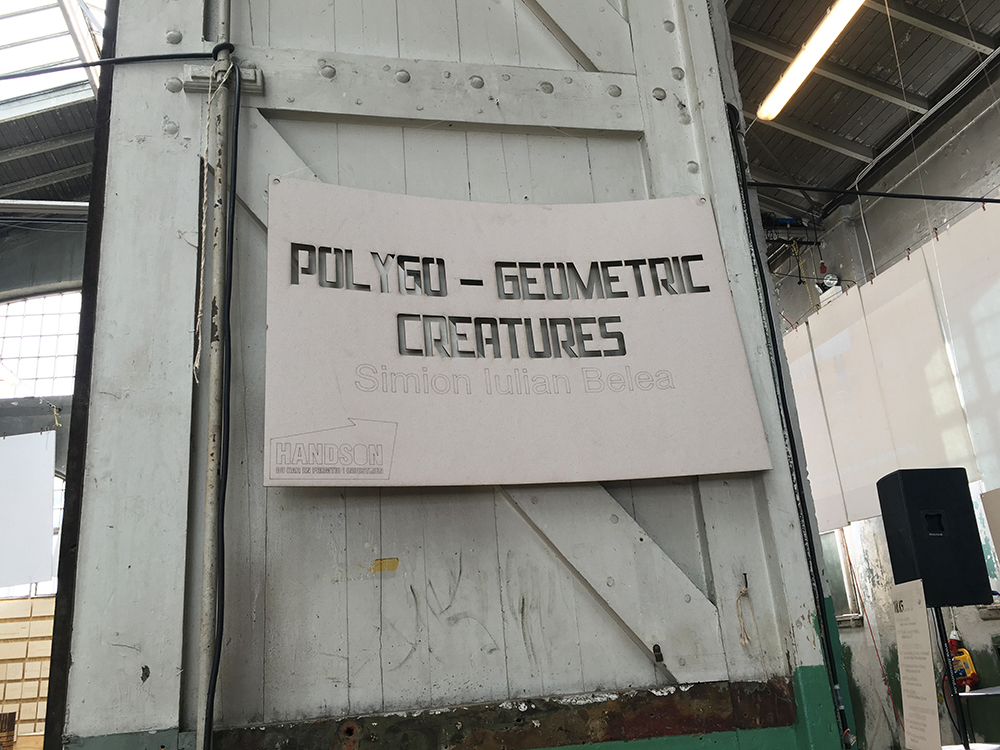 POLYGO - GEOMETRIC
CREATURES
Simion Iulian Belea
HANDSON